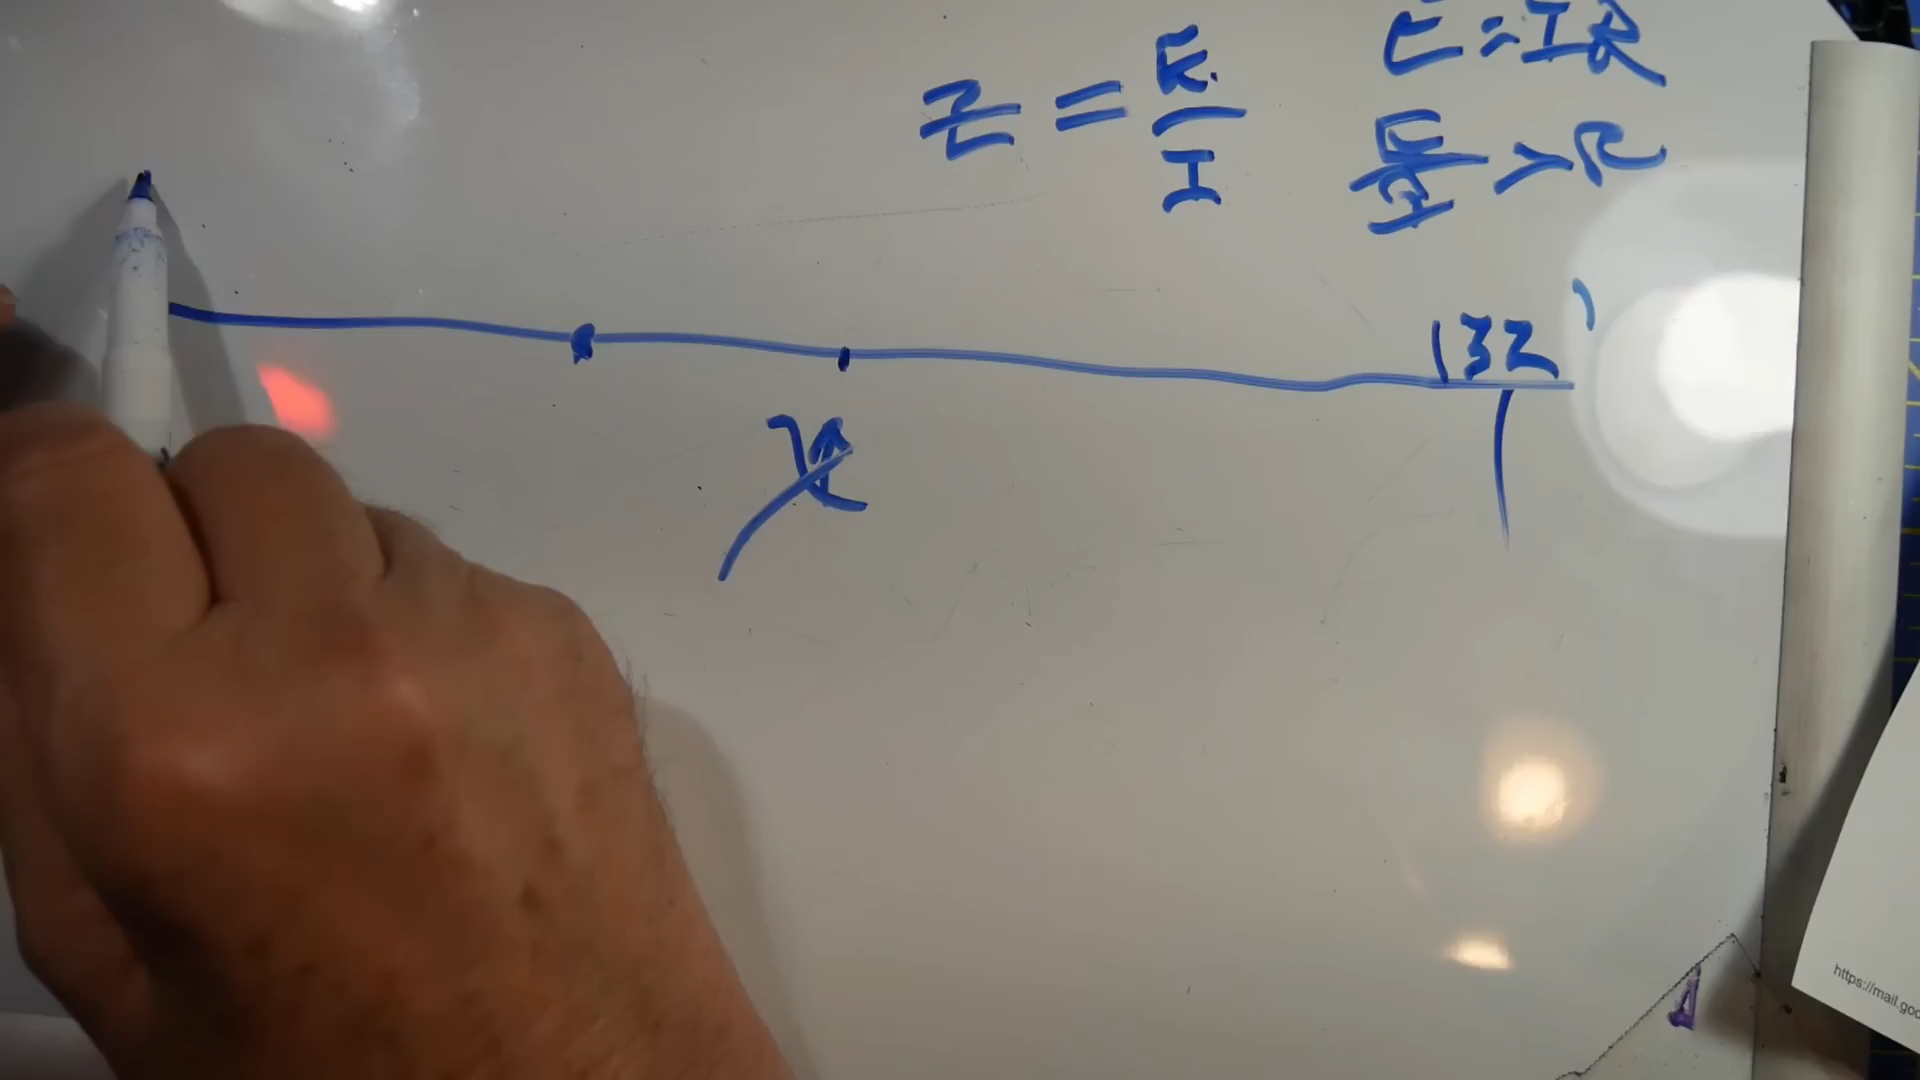 E = IR
Z = E/I
E/I > R
132'
https://mail.goo